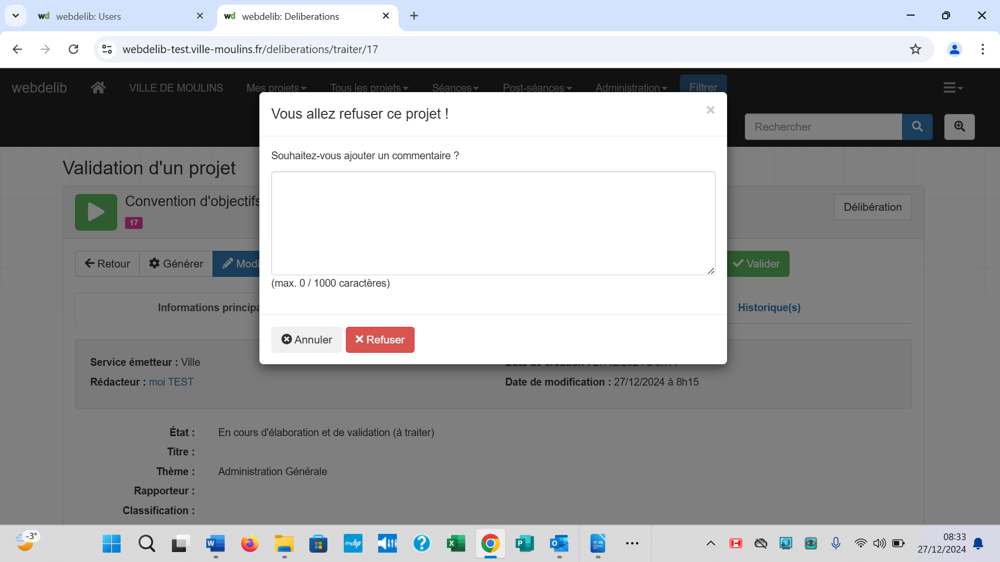 webdelib: Users
webdelib: Deliberations
webdelib-test.ville-moulins.fr/deliberations/traiter/17
webdelib
VILLE DE MOULINS
Mes projets
Tous les projets
Séances
Post-séances
Administration
Filtrer
Vous allez refuser ce projet !
Rechercher
Souhaitez-vous ajouter un commentaire ?
Validation d'un projet
Convention d'objectifs
17
Délibération
Retour
Générer
Modi
Valider
(max. 0 / 1000 caractères)
Informations principa
Historique(s)
Annuler
Refuser
Service émetteur : Ville
Rédacteur : moi TEST
Date de modification : 27/12/2024 à 8h15
État : En cours d'élaboration et de validation (à traiter)
Titre :
Thème : Administration Générale
Rapporteur :
Classification :
-3°
myhp
08:33
27/12/2024